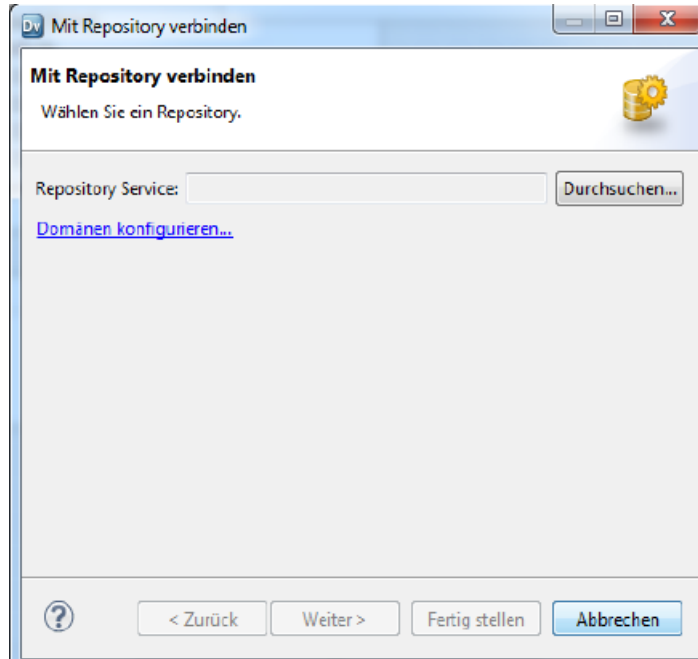 Dv Mit Repository verbinden
Mit Repository verbinden
Wählen Sie ein Repository.
Repository Service: Durchsuchen...
Domänen konfigurieren...
? < Zurück Weiter > Fertig stellen Abbrechen